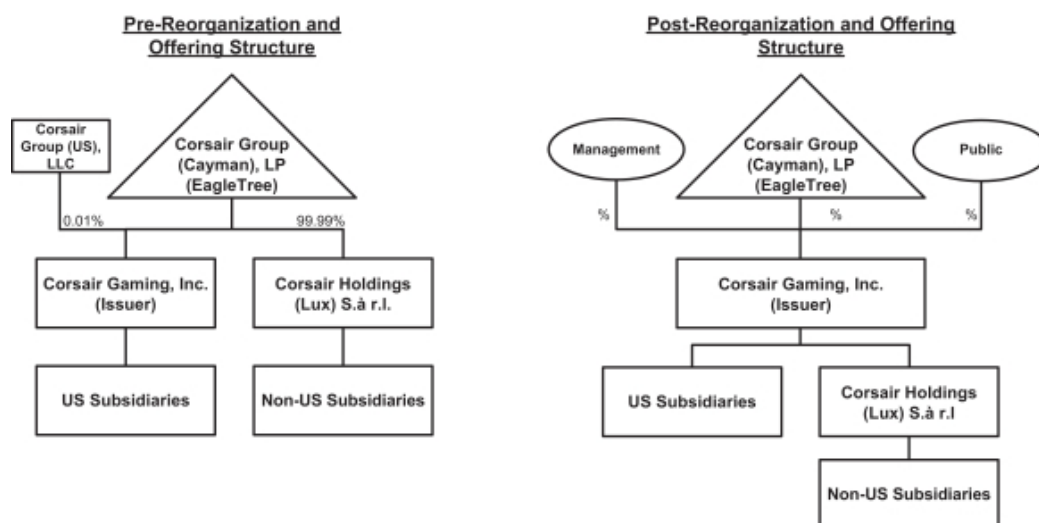 Pre-Reorganization and
Offering Structure
Corsair
Group (US),
LLC
Corsair Group
(Cayman), LP
(EagleTree)
0.01%
99.99%
Corsair Gaming, Inc.
(Issuer)
Corsair Holdings
(Lux) S.à r.l.
US Subsidiaries
Non-US Subsidiaries
Post-Reorganization and Offering
Structure
Management
Corsair Group
(Cayman), LP
(EagleTree)
Public
%
%
%
Corsair Gaming, Inc.
(Issuer)
US Subsidiaries
Corsair Holdings
(Lux) S.à r.l
Non-US Subsidiaries